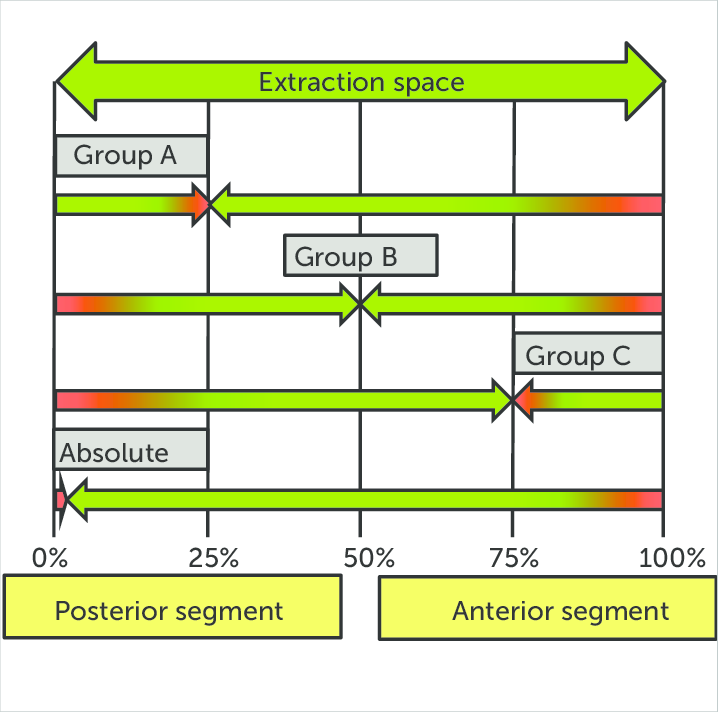 Extraction space
Group A
Group B
Group C
Absolute
0% 25% 50% 75% 100%
Posterior segment Anterior segment